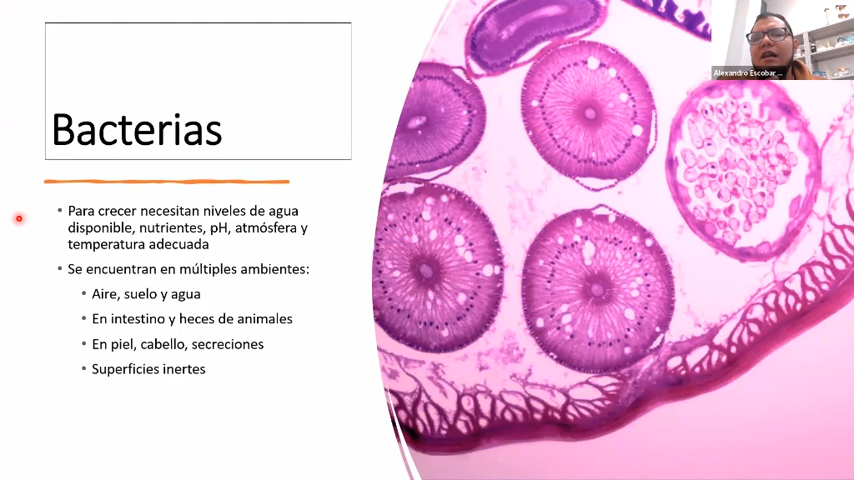 Alexandro Escobar ...
Bacterias
• Para crecer necesitan niveles de agua
disponible, nutrientes, pH, atmósfera y
temperatura adecuada
• Se encuentran en múltiples ambientes:
• Aire, suelo y agua
• En intestino y heces de animales
• En piel, cabello, secreciones
• Superficies inertes